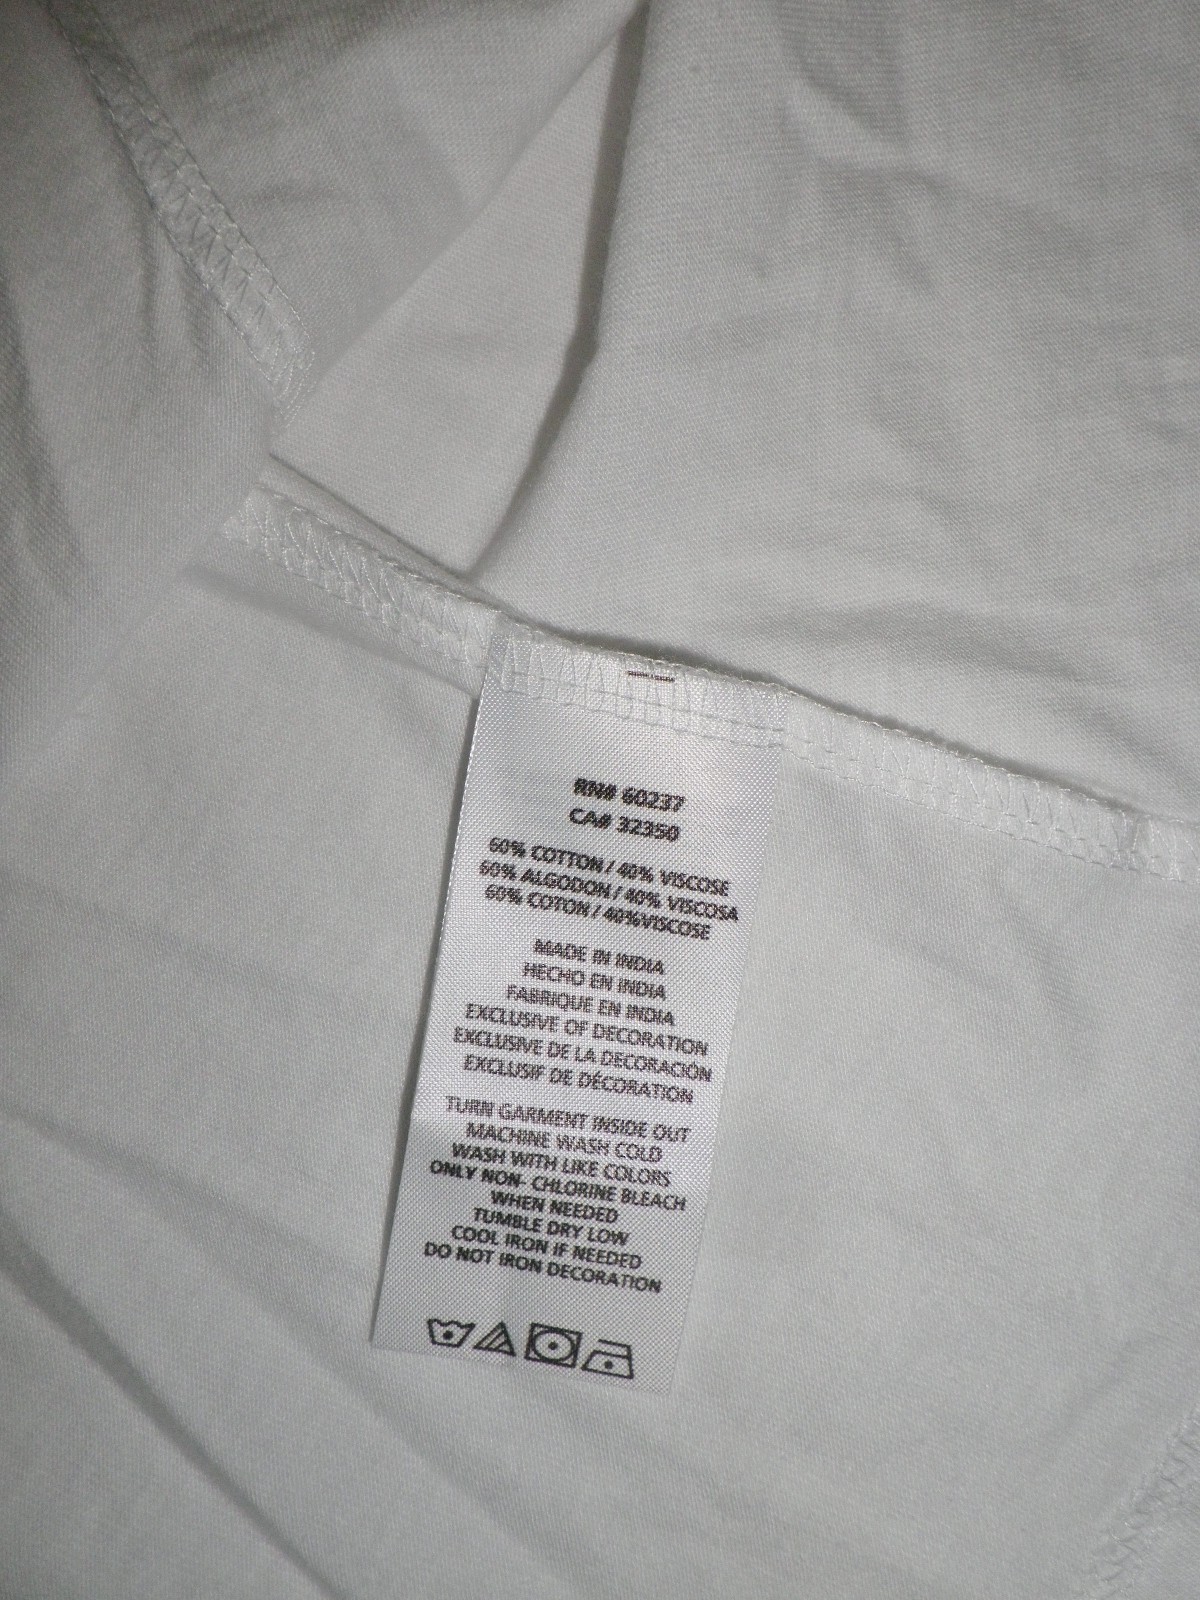 RN# 60237
CA# 32350
60% COTTON / 40% VISCOSE
60% ALGODON / 40% VISCOSA
60% COTON / 40%VISCOSE
MADE IN INDIA
HECHO EN INDIA
FABRIQUE EN INDIA
EXCLUSIVE OF DECORATION
EXCLUSIVE DE LA DECORACIÓN
EXCLUSIF DE DÉCORATION
TURN GARMENT INSIDE OUT
MACHINE WASH COLD
WASH WITH LIKE COLORS
ONLY NON- CHLORINE BLEACH
WHEN NEEDED
TUMBLE DRY LOW
COOL IRON IF NEEDED
DO NOT IRON DECORATION